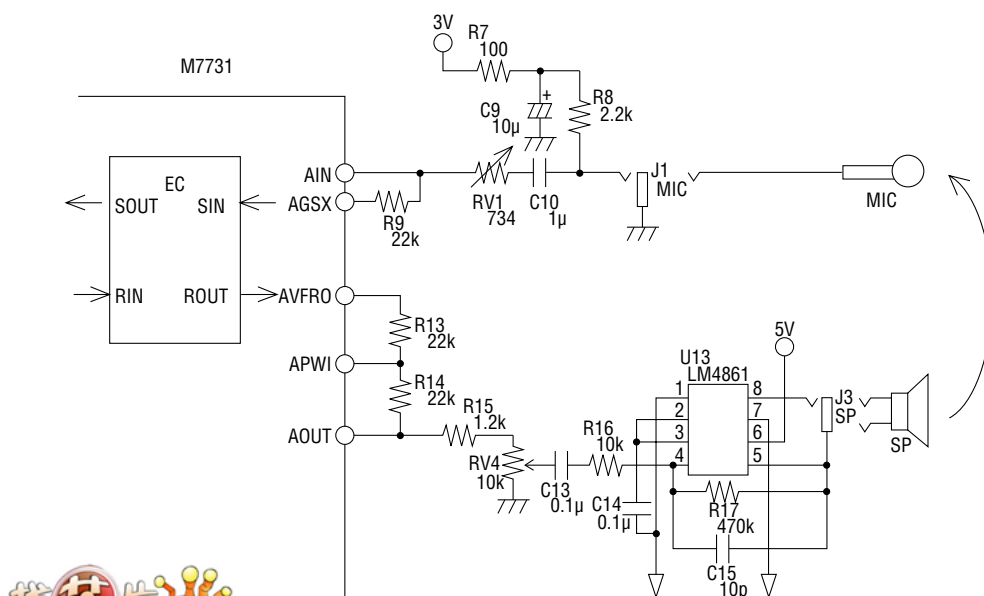 3V
R7
100
M7731
C9
10μ
+
R8
2.2k
AIN
J1
MIC
EC
SOUT
SIN
AGSX
R9
22k
RV1
734
C10
1μ
MIC
RIN
ROUT
AVFRO
R13
22k
5V
APWI
U13
LM4861
R14
22k
1
2
3
4
8
7
6
5
J3
SP
SP
AOUT
R15
1.2k
R16
10k
RV4
10k
C13
0.1μ
C14
0.1μ
R17
470k
C15
10p